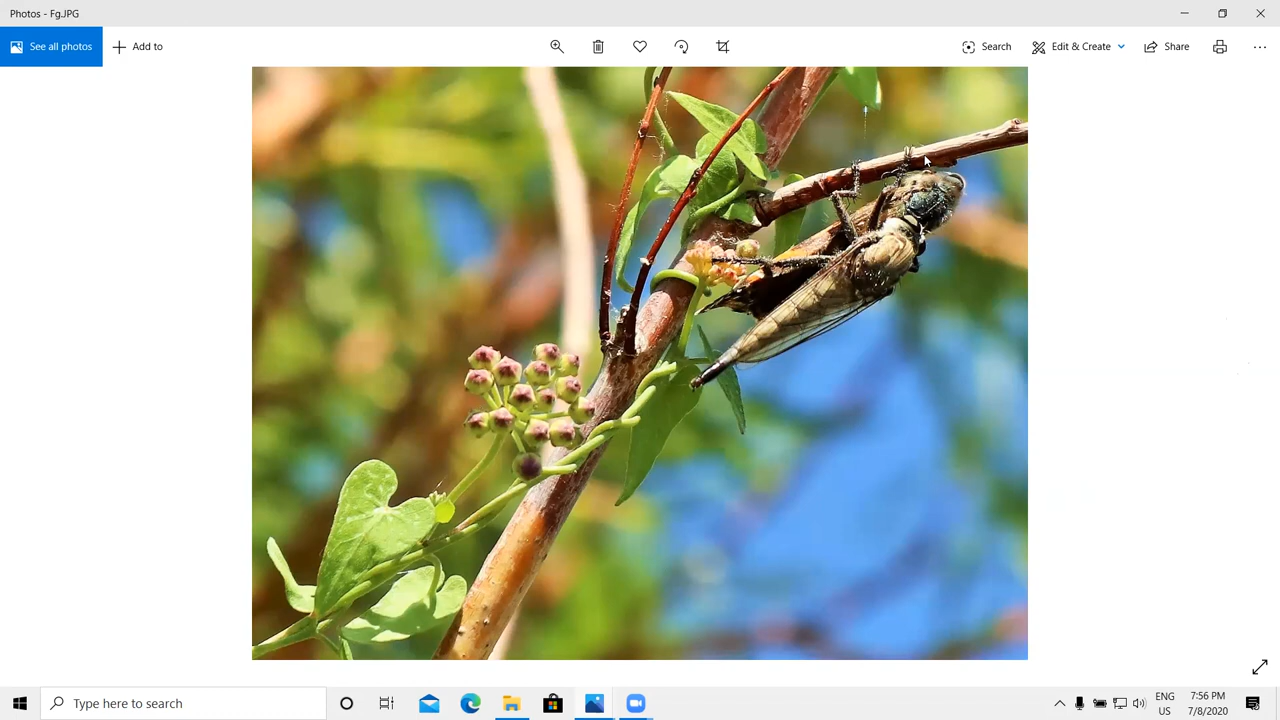 Photos - Fg.JPG
See all photos
Add to
Search
Edit & Create
Share
Type here to search
ENG
US
7:56 PM
7/8/2020